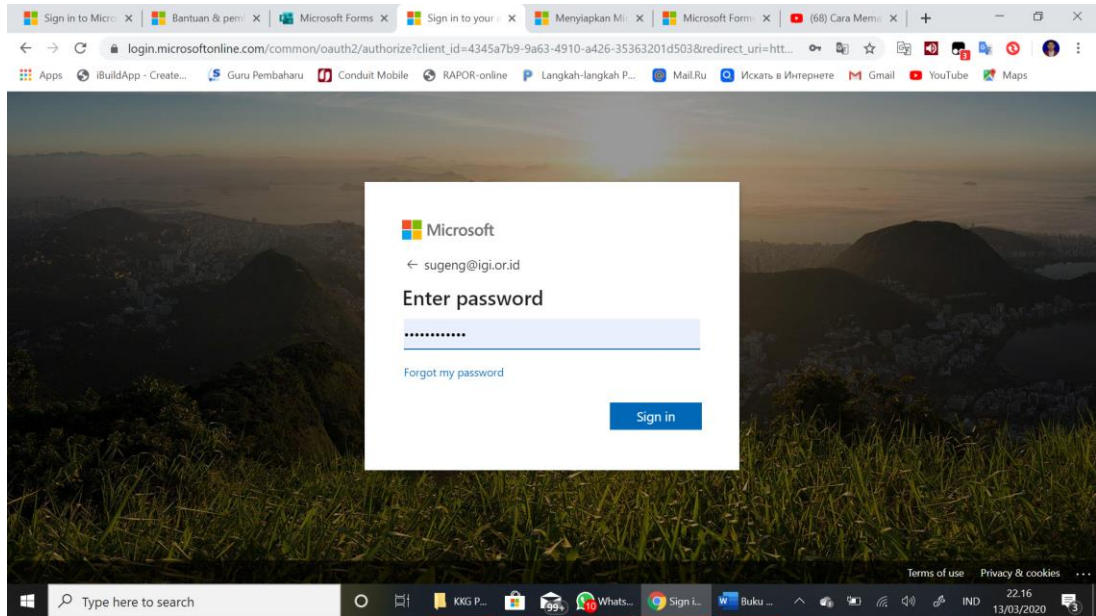 Sign in to Micro
Bantuan & pem
Microsoft Forms
Sign in to your
Menyiapkan Mi
Microsoft Form
(68) Cara Mem
login.microsoftonline.com/common/oauth2/authorize?client_id=4345a7b9-9a63-4910-a426-35363201d503&redirect_uri=htt...
Apps
iBuildApp - Create...
Guru Pembaharu
Conduit Mobile
RAPOR-online
Langkah-langkah P...
Mail.Ru
Искать в Интернете
Gmail
YouTube
Maps
Microsoft
← sugeng@igi.or.id
Enter password
••••••••••••
Forgot my password
Sign in
Terms of use Privacy & cookies ...
Type here to search
KKG P...
99+
Whats...
Sign i...
Buku ...
IND
22.16
13/03/2020